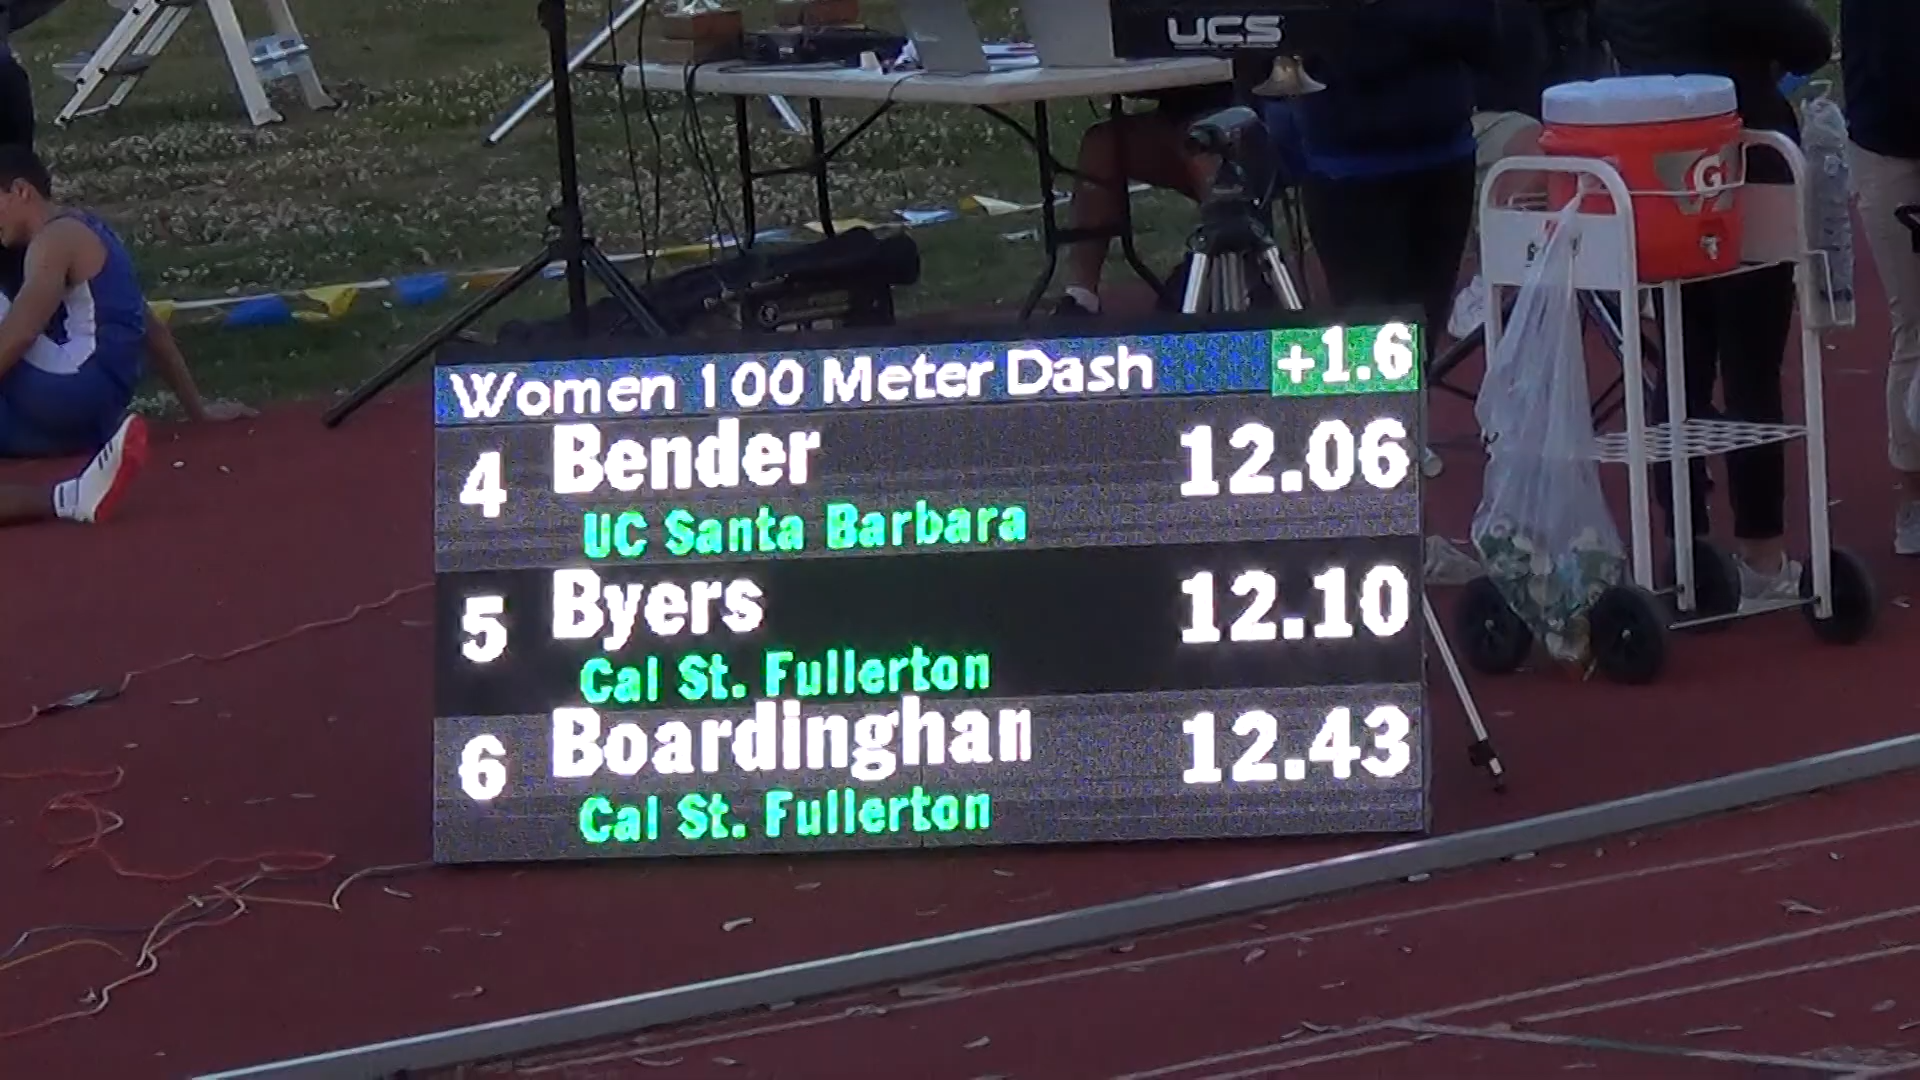 UCS
G
Women 100 Meter Dash +1.6
4 Bender 12.06
UC Santa Barbara
5 Byers 12.10
Cal St. Fullerton
6 Boardinghan 12.43
Cal St. Fullerton